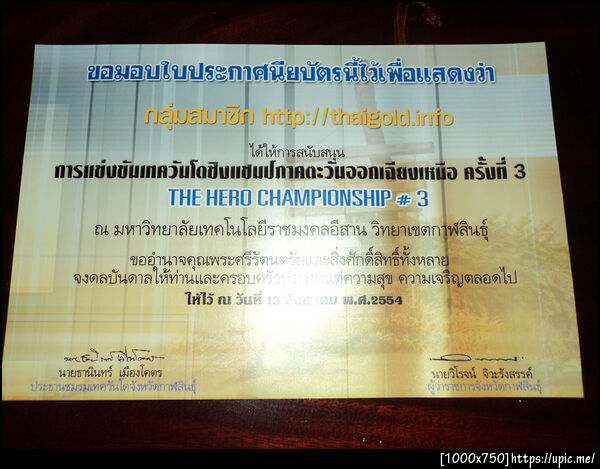 ขอมอบใบประกาศนียบัตรนี้ไว้เพื่อแสดงว่า
กลุ่มสมาชิก http://thaigold.info
ได้ให้การสนับสนุน
การแข่งขันเทควันโดชิงแชมป์ภาคตะวันออกเฉียงเหนือ ครั้งที่ 3
THE HERO CHAMPIONSHIP # 3
ณ มหาวิทยาลัยเทคโนโลยีราชมงคลอีสาน วิทยาเขตกาฬสินธุ์
ขออำนาจคุณพระศรีรัตนตรัยและสิ่งศักดิ์สิทธิ์ทั้งหลาย
จงดลบันดาลให้ท่านและครอบครัวประสบแต่ความสุข ความเจริญตลอดไป
ให้ไว้ ณ วันที่ 13 สิงหาคม พ.ศ.2554
นายธานินทร์ เมืองโคตร
ประธานชมรมเทควันโดจังหวัดกาฬสินธุ์
นายวิโรจน์ จิวะรังสรรค์
ผู้ว่าราชการจังหวัดกาฬสินธุ์
[1000x750]https://upic.me/